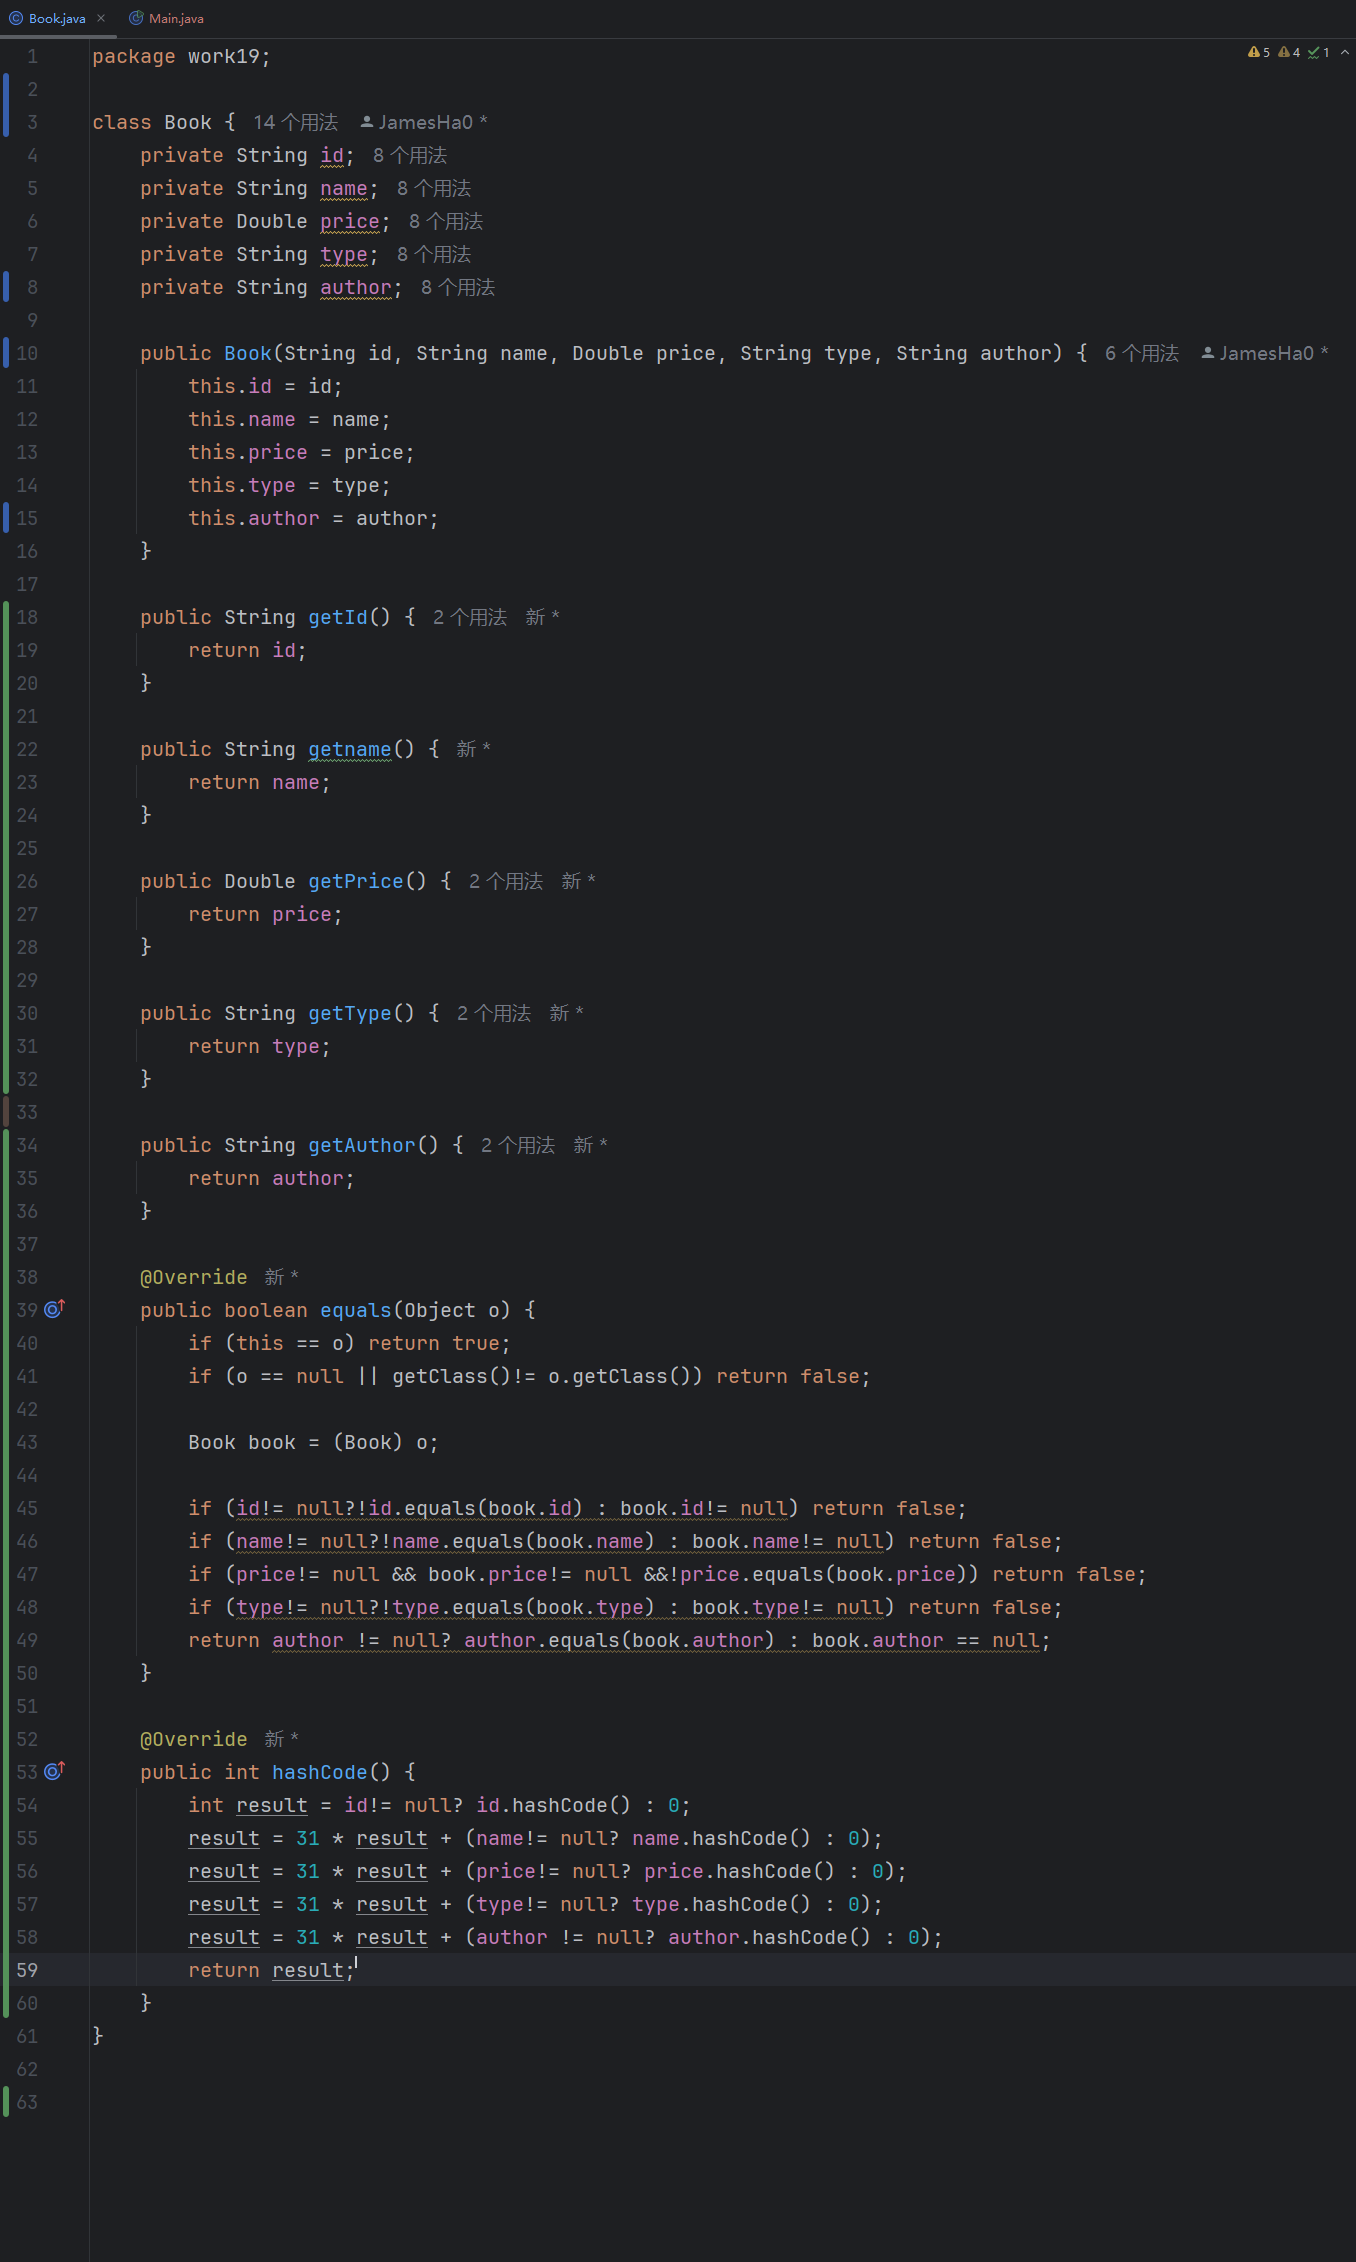 Book.java × Main.java
5 4 1
1 package work19;
2
3 class Book { 14 个用法 JamesHa0 *
4 private String id; 8 个用法
5 private String name; 8 个用法
6 private Double price; 8 个用法
7 private String type; 8 个用法
8 private String author; 8 个用法
9
10 public Book(String id, String name, Double price, String type, String author) { 6 个用法 JamesHa0 *
11 this.id = id;
12 this.name = name;
13 this.price = price;
14 this.type = type;
15 this.author = author;
16 }
17
18 public String getId() { 2 个用法 新 *
19 return id;
20 }
21
22 public String getname() { 新 *
23 return name;
24 }
25
26 public Double getPrice() { 2 个用法 新 *
27 return price;
28 }
29
30 public String getType() { 2 个用法 新 *
31 return type;
32 }
33
34 public String getAuthor() { 2 个用法 新 *
35 return author;
36 }
37
38 @Override 新 *
39 public boolean equals(Object o) {
40 if (this == o) return true;
41 if (o == null || getClass()!= o.getClass()) return false;
42
43 Book book = (Book) o;
44
45 if (id!= null?!id.equals(book.id) : book.id!= null) return false;
46 if (name!= null?!name.equals(book.name) : book.name!= null) return false;
47 if (price!= null && book.price!= null &&!price.equals(book.price)) return false;
48 if (type!= null?!type.equals(book.type) : book.type!= null) return false;
49 return author != null? author.equals(book.author) : book.author == null;
50 }
51
52 @Override 新 *
53 public int hashCode() {
54 int result = id!= null? id.hashCode() : 0;
55 result = 31 * result + (name!= null? name.hashCode() : 0);
56 result = 31 * result + (price!= null? price.hashCode() : 0);
57 result = 31 * result + (type!= null? type.hashCode() : 0);
58 result = 31 * result + (author != null? author.hashCode() : 0);
59 return result;
60 }
61 }
62
63